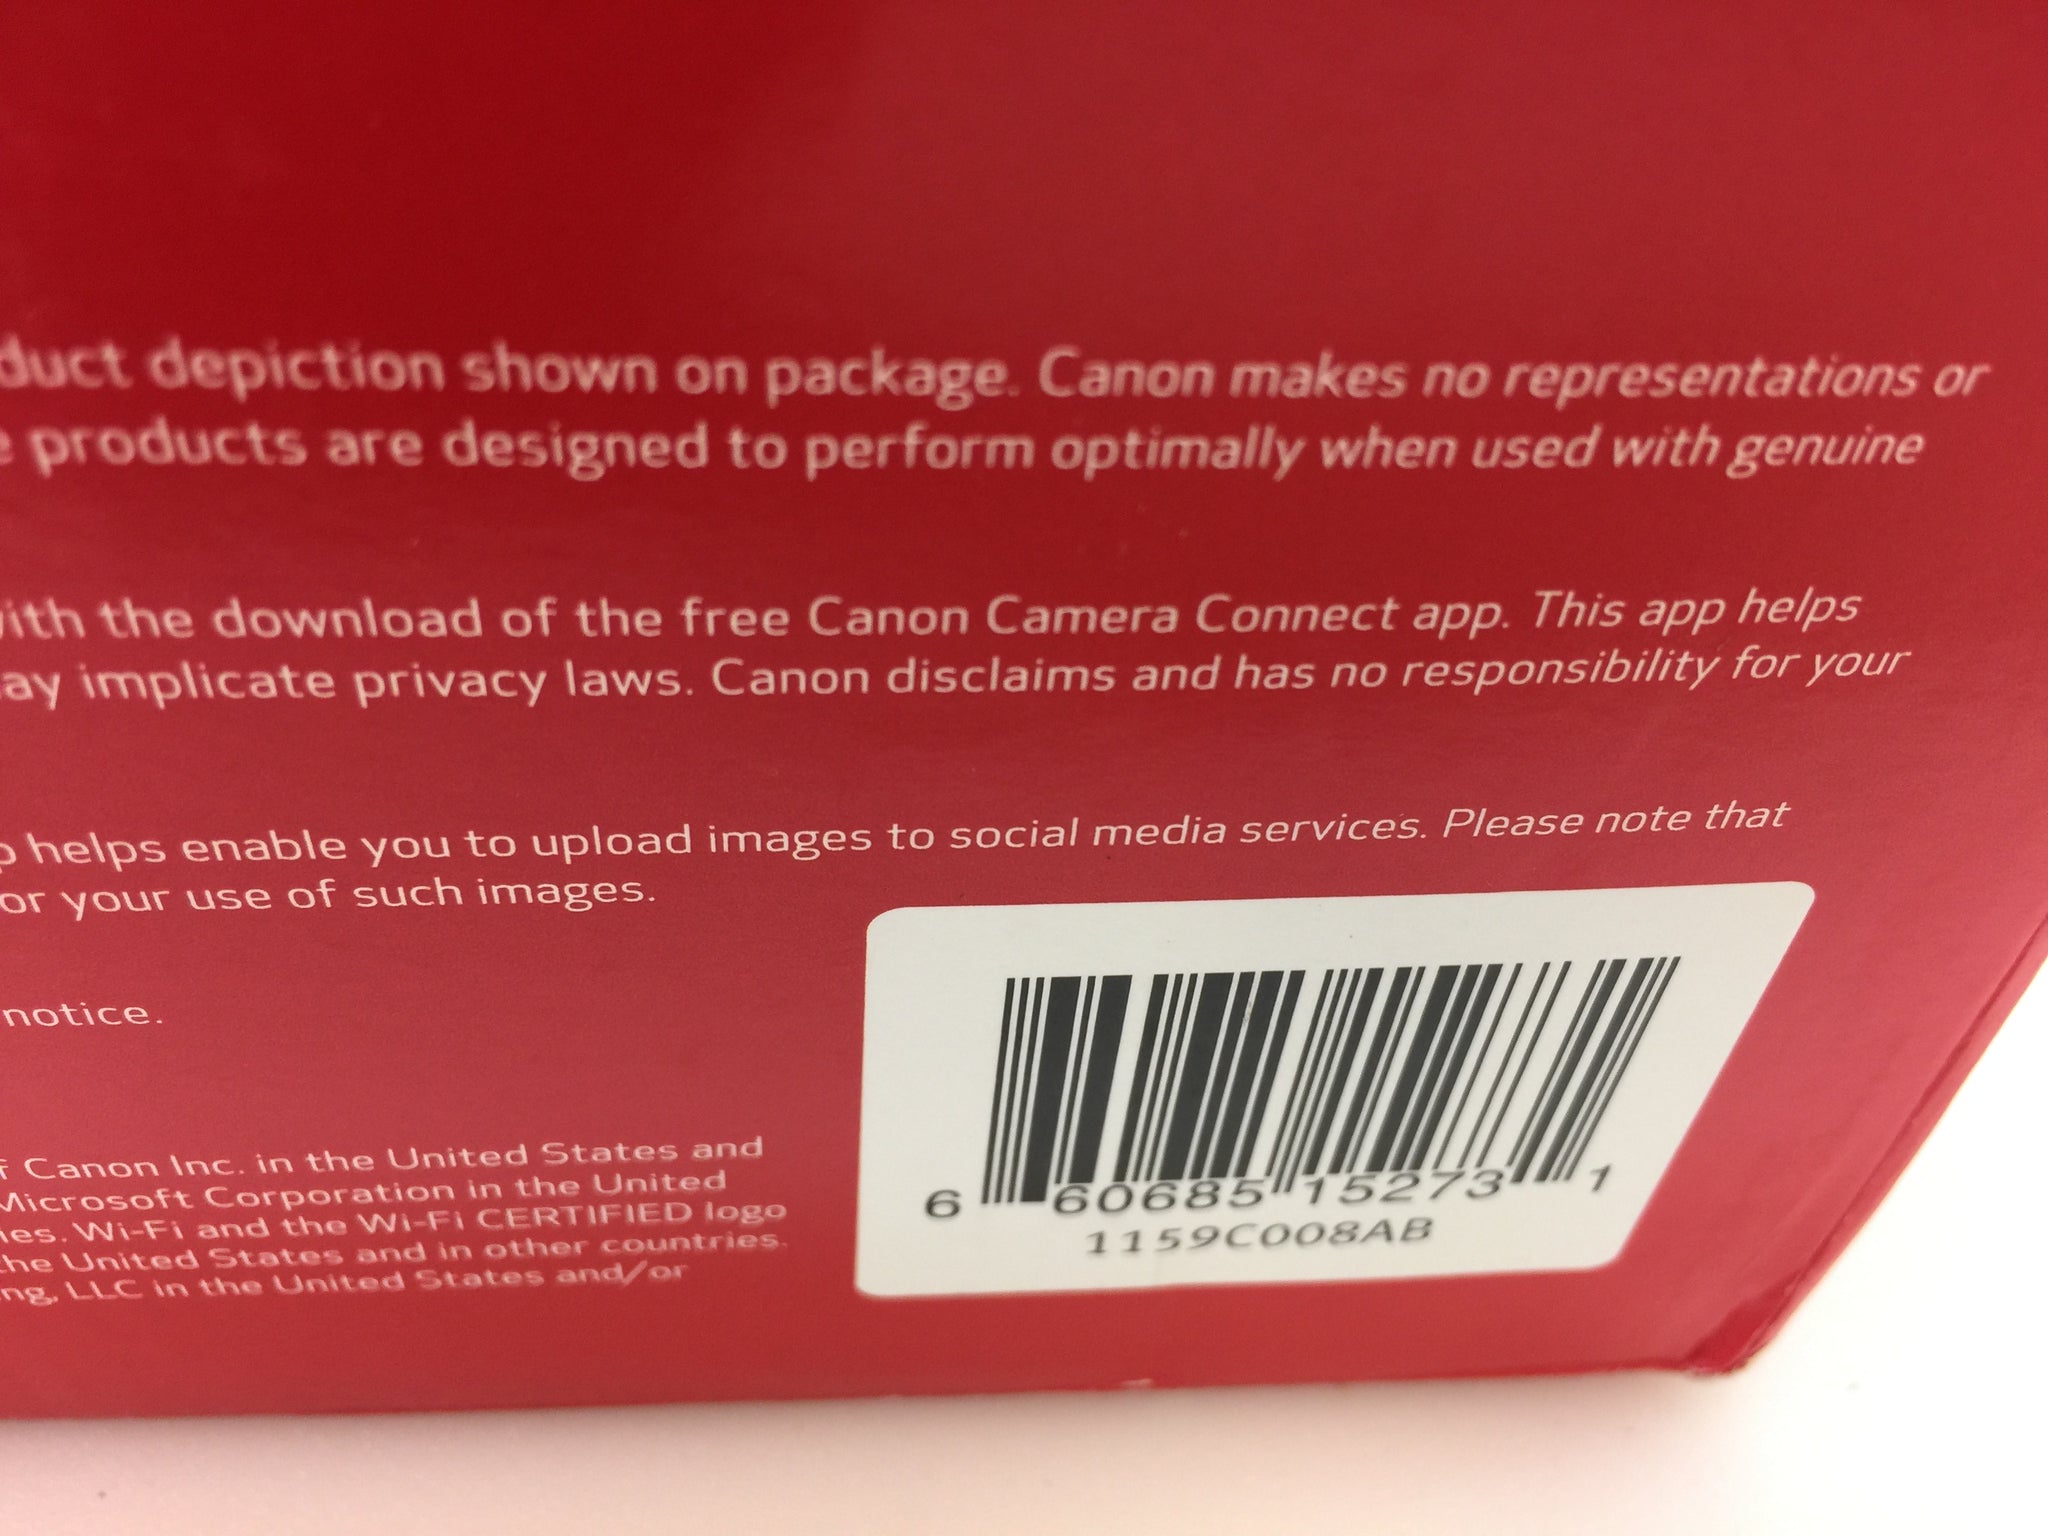 duct depiction shown on package. Canon makes no representations or
products are designed to perform optimally when used with genuine
with the download of the free Canon Camera Connect app. This app helps
ay implicate privacy laws. Canon disclaims and has no responsibility for your
helps enable you to upload images to social media services. Please note that
or your use of such images.
notice.
f Canon Inc. in the United States and
Microsoft Corporation in the United
ies. Wi-Fi and the Wi-Fi CERTIFIED logo
the United States and in other countries.
ng, LLC in the United States and/or
6 60685 15273 1
1159C008AB